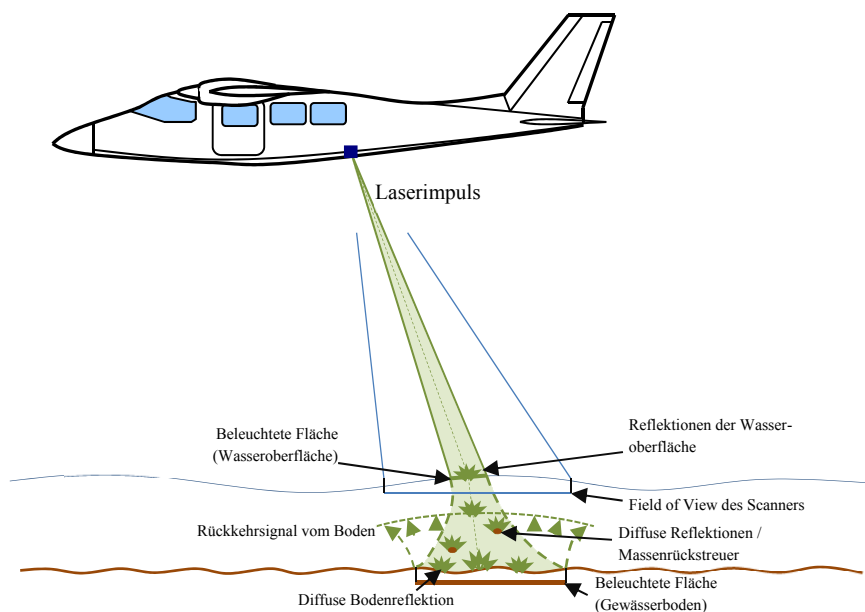 Laserimpuls
Beleuchtete Fläche
(Wasseroberfläche)
Reflektionen der Wasser-
oberfläche
Field of View des Scanners
Rückkehrsignal vom Boden
Diffuse Reflektionen /
Massenrückstreuer
Diffuse Bodenreflektion
Beleuchtete Fläche
(Gewässerboden)